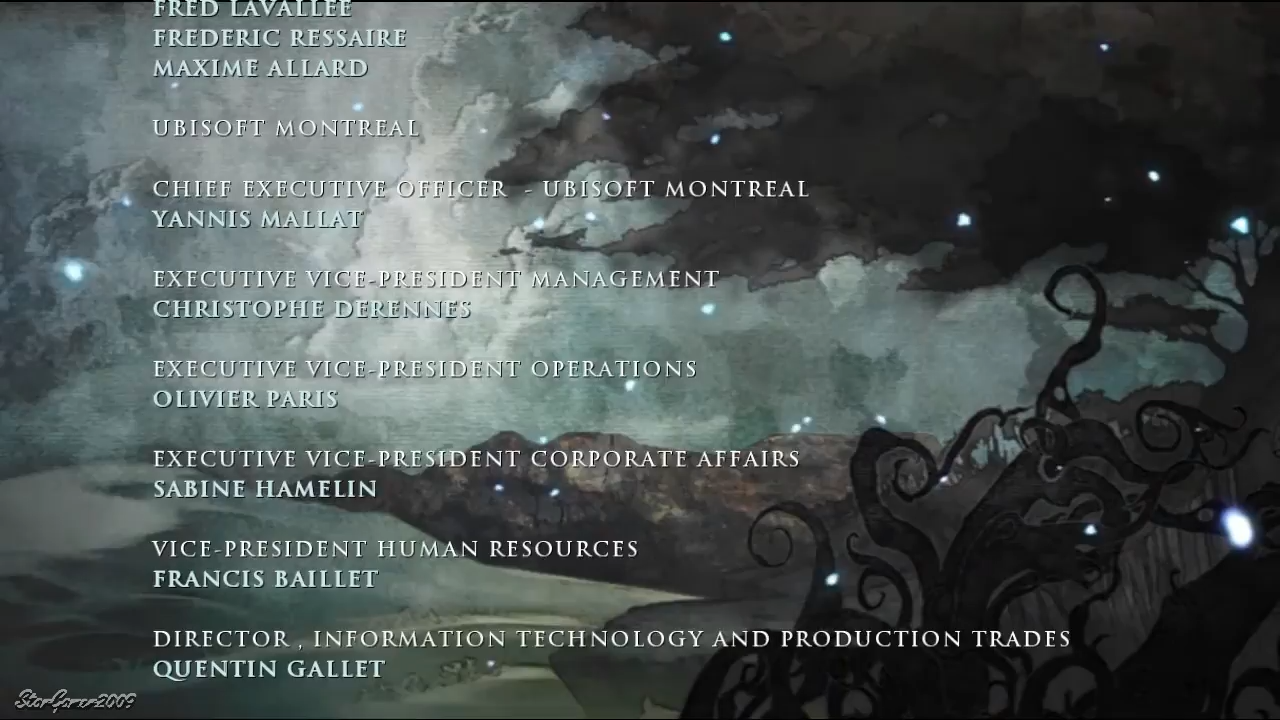 FRED LAVALLEE
FREDERIC RESSAIRE
MAXIME ALLARD
UBISOFT MONTREAL
CHIEF EXECUTIVE OFFICER - UBISOFT MONTREAL
YANNIS MALLAT
EXECUTIVE VICE-PRESIDENT MANAGEMENT
CHRISTOPHE DERENNES
EXECUTIVE VICE-PRESIDENT OPERATIONS
OLIVIER PARIS
EXECUTIVE VICE-PRESIDENT CORPORATE AFFAIRS
SABINE HAMELIN
VICE-PRESIDENT HUMAN RESOURCES
FRANCIS BAILLET
DIRECTOR , INFORMATION TECHNOLOGY AND PRODUCTION TRADES
QUENTIN GALLET
StarGamer2009